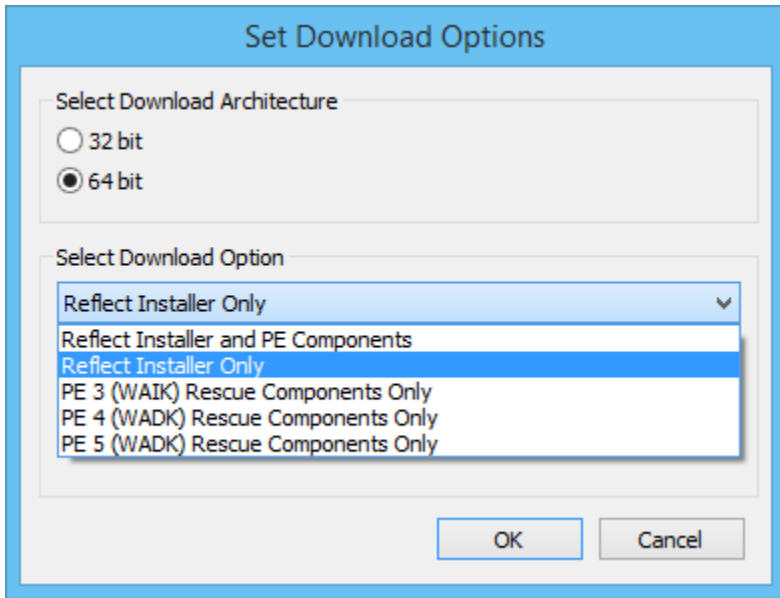 Set Download Options
Select Download Architecture
32 bit
64 bit
Select Download Option
Reflect Installer Only
Reflect Installer and PE Components
Reflect Installer Only
PE 3 (WAIK) Rescue Components Only
PE 4 (WADK) Rescue Components Only
PE 5 (WADK) Rescue Components Only
OK
Cancel